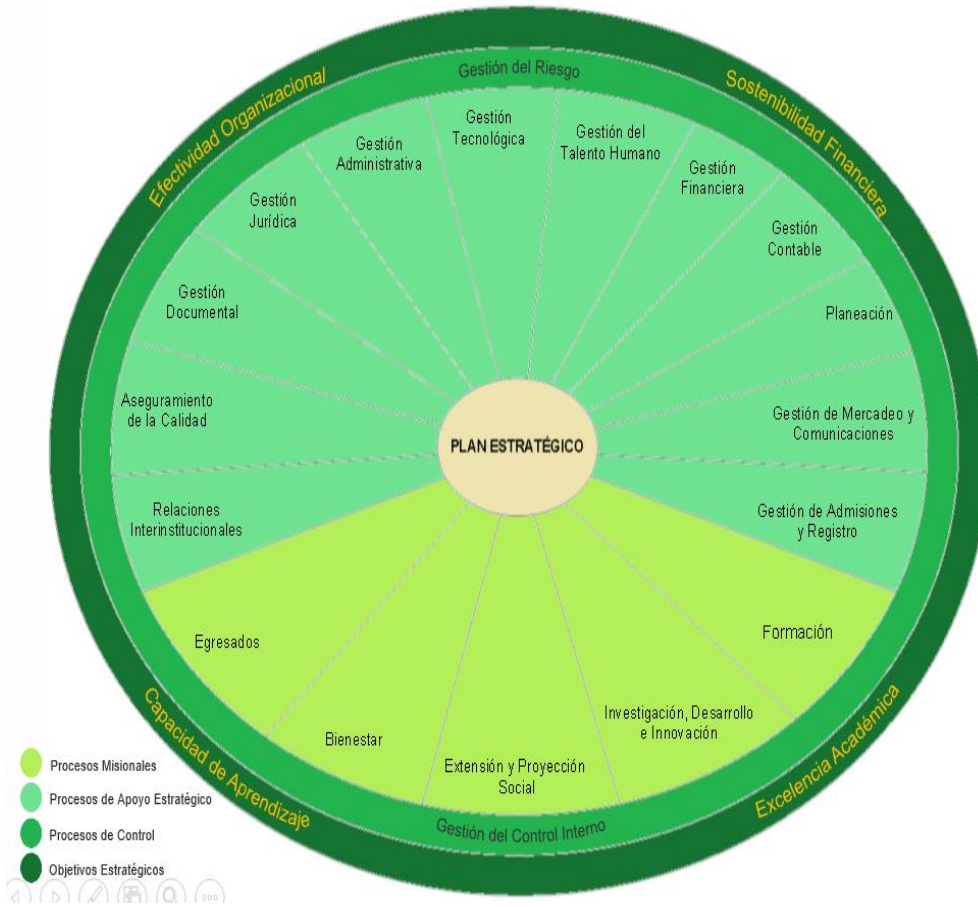 Gestión del Riesgo
Efectividad Organizacional
Sostenibilidad Financiera
Gestión
Tecnológica
Gestión del
Talento Humano
Gestión
Administrativa
Gestión
Financiera
Gestión
Jurídica
Gestión
Contable
Gestión
Documental
Planeación
Aseguramiento
de la Calidad
Gestión de Mercadeo y
Comunicaciones
PLAN ESTRATÉGICO
Relaciones
Interinstitucionales
Gestión de Admisiones
y Registro
Egresados
Formación
Bienestar
Investigación, Desarrollo
e Innovación
Extensión y Proyección
Social
Capacidad de Aprendizaje
Excelencia Académica
Gestión del Control Interno
Procesos Misionales
Procesos de Apoyo Estratégico
Procesos de Control
Objetivos Estratégicos